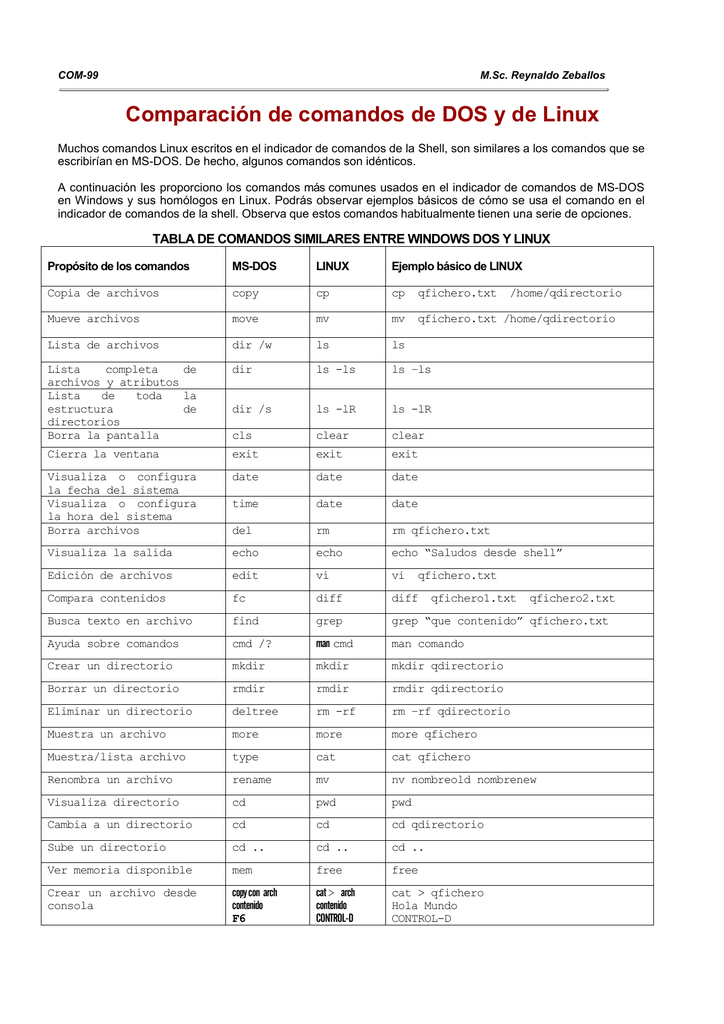 COM-99 M.Sc. Reynaldo Zeballos
Comparación de comandos de DOS y de Linux
Muchos comandos Linux escritos en el indicador de comandos de la Shell, son similares a los comandos que se
escribirían en MS-DOS. De hecho, algunos comandos son idénticos.
A continuación les proporciono los comandos más comunes usados en el indicador de comandos de MS-DOS
en Windows y sus homólogos en Linux. Podrás observar ejemplos básicos de cómo se usa el comando en el
indicador de comandos de la shell. Observa que estos comandos habitualmente tienen una serie de opciones.
TABLA DE COMANDOS SIMILARES ENTRE WINDOWS DOS Y LINUX
Propósito de los comandos MS-DOS LINUX Ejemplo básico de LINUX
Copia de archivos copy cp cp qfichero.txt /home/qdirectorio
Mueve archivos move mv mv qfichero.txt /home/qdirectorio
Lista de archivos dir /w ls ls
Lista completa de dir ls -ls ls –ls
archivos y atributos
Lista de toda la
estructura de dir /s ls -lR ls -lR
directorios
Borra la pantalla cls clear clear
Cierra la ventana exit exit exit
Visualiza o configura date date date
la fecha del sistema
Visualiza o configura time date date
la hora del sistema
Borra archivos del rm rm qfichero.txt
Visualiza la salida echo echo echo “Saludos desde shell”
Edición de archivos edit vi vi qfichero.txt
Compara contenidos fc diff diff qfichero1.txt qfichero2.txt
Busca texto en archivo find grep grep “que contenido” qfichero.txt
Ayuda sobre comandos cmd /? man cmd man comando
Crear un directorio mkdir mkdir mkdir qdirectorio
Borrar un directorio rmdir rmdir rmdir qdirectorio
Eliminar un directorio deltree rm -rf rm –rf qdirectorio
Muestra un archivo more more more qfichero
Muestra/lista archivo type cat cat qfichero
Renombra un archivo rename mv nv nombreold nombrenew
Visualiza directorio cd pwd pwd
Cambia a un directorio cd cd cd qdirectorio
Sube un directorio cd .. cd .. cd ..
Ver memoria disponible mem free free
Crear un archivo desde copy con arch cat > arch cat > qfichero
consola contenido contenido Hola Mundo
F6 CONTROL-D CONTROL-D